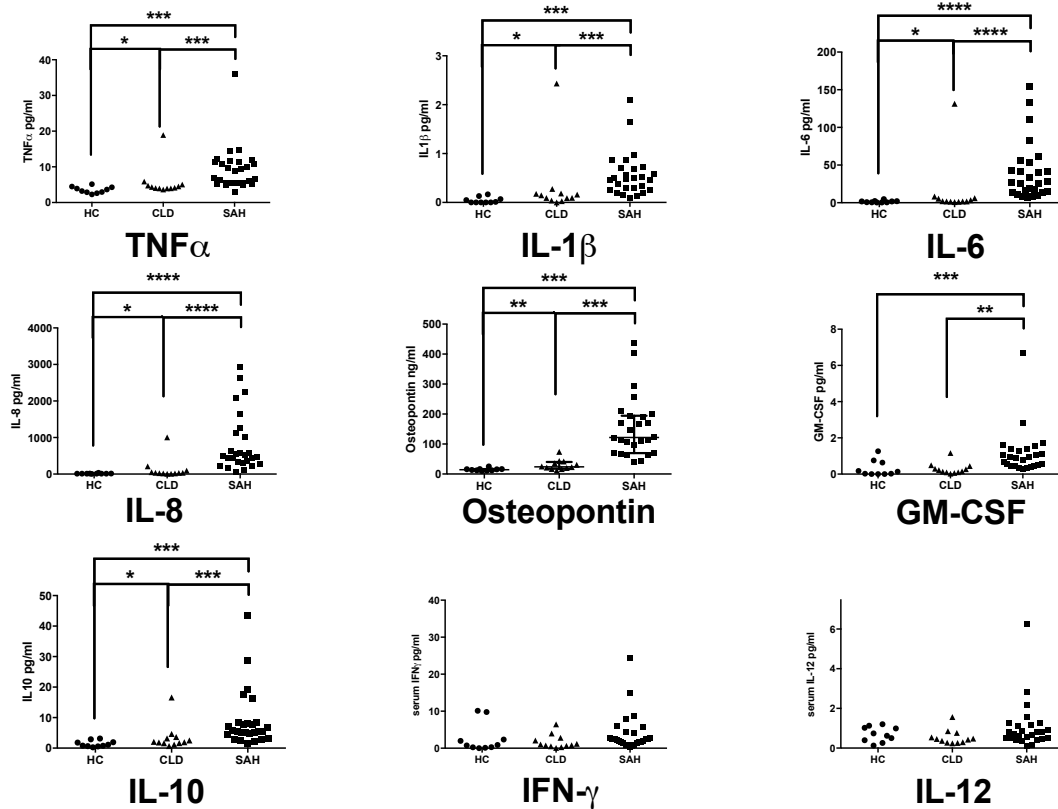 ***
* ***
40
30
20
10
0
TNFα pg/ml
HC CLD SAH
TNFα
***
* ***
3
2
1
0
IL1β pg/ml
HC CLD SAH
IL-1β
****
* ****
200
150
100
50
0
IL-6 pg/ml
HC CLD SAH
IL-6
****
* ****
4000
3000
2000
1000
0
IL-8 pg/ml
HC CLD SAH
IL-8
***
** ***
500
400
300
200
100
0
Osteopontin ng/ml
HC CLD SAH
Osteopontin
***
**
8
6
4
2
0
GM-CSF pg/ml
HC CLD SAH
GM-CSF
***
* ***
50
40
30
20
10
0
IL10 pg/ml
HC CLD SAH
IL-10
40
30
20
10
0
serum IFNγ pg/ml
HC CLD SAH
IFN-γ
6
4
2
0
serum IL-12 pg/ml
HC CLD SAH
IL-12